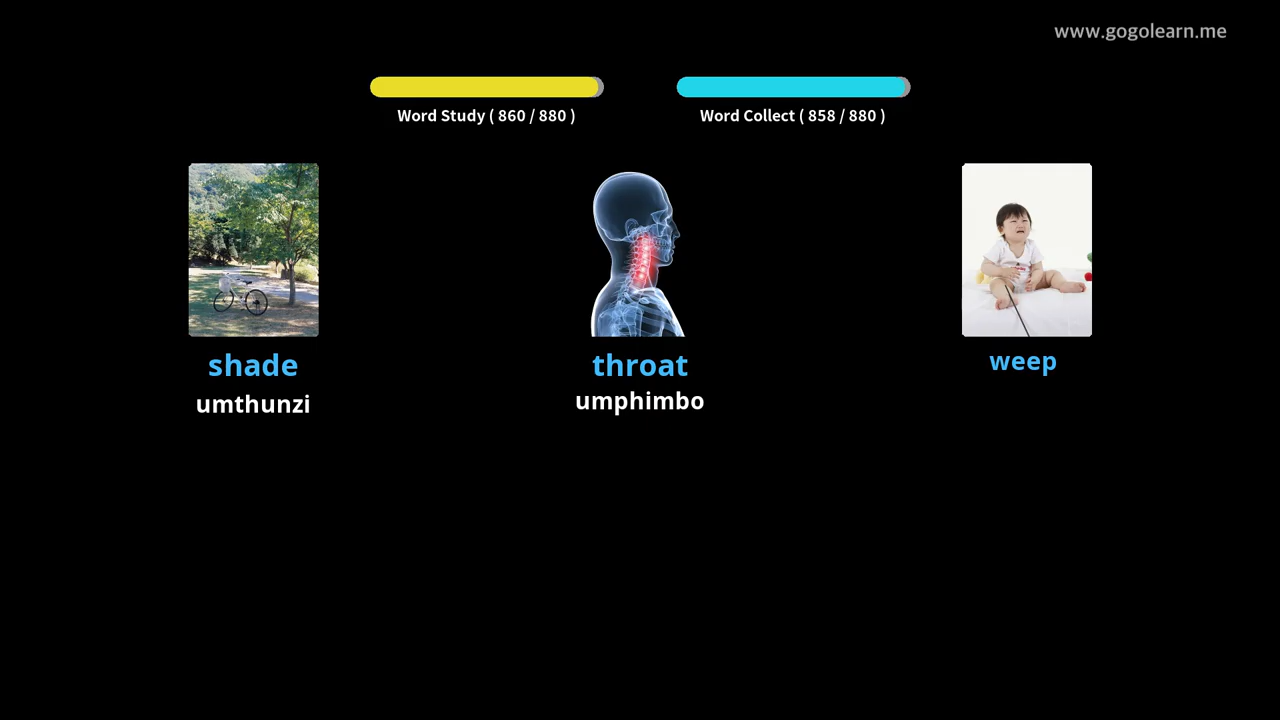 www.gogolearn.me
Word Study ( 860 / 880 )
Word Collect ( 858 / 880 )
shade
umthunzi
throat
umphimbo
weep